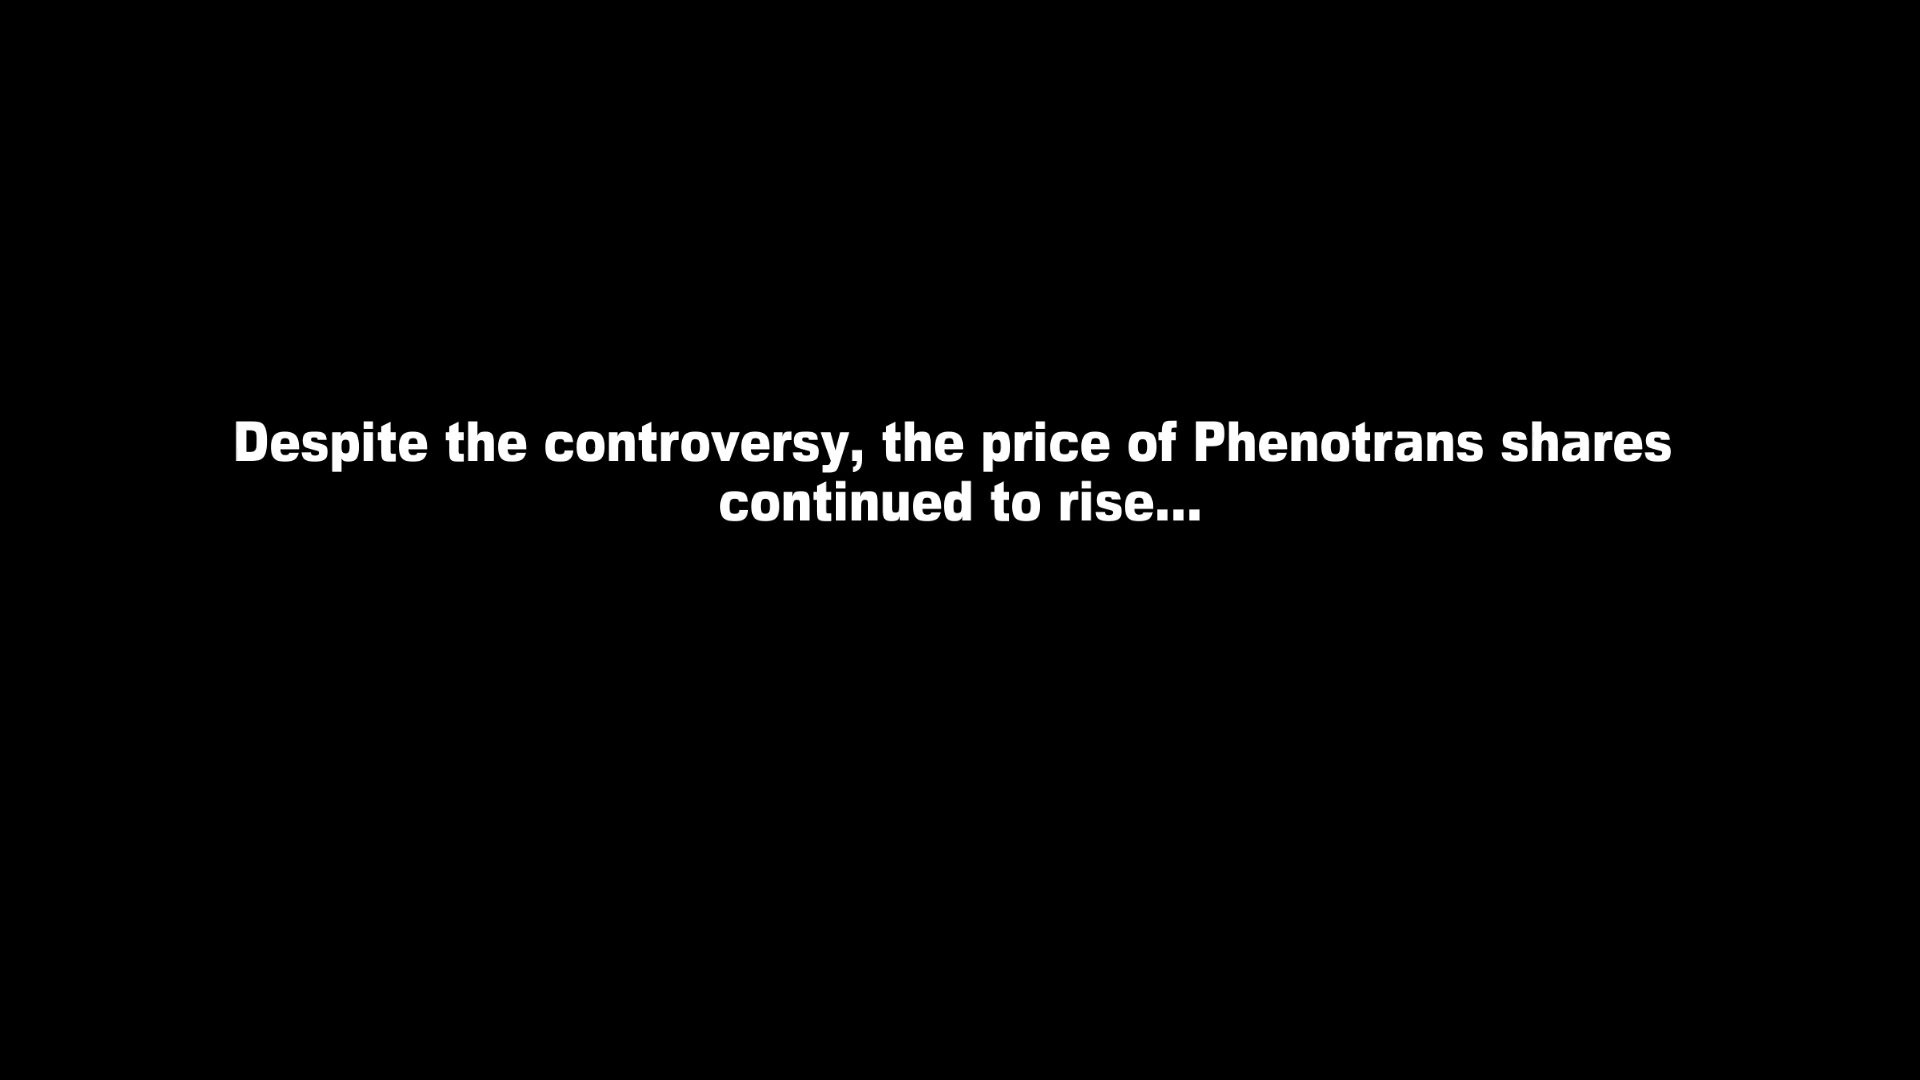 Despite the controversy, the price of Phenotrans shares
continued to rise...